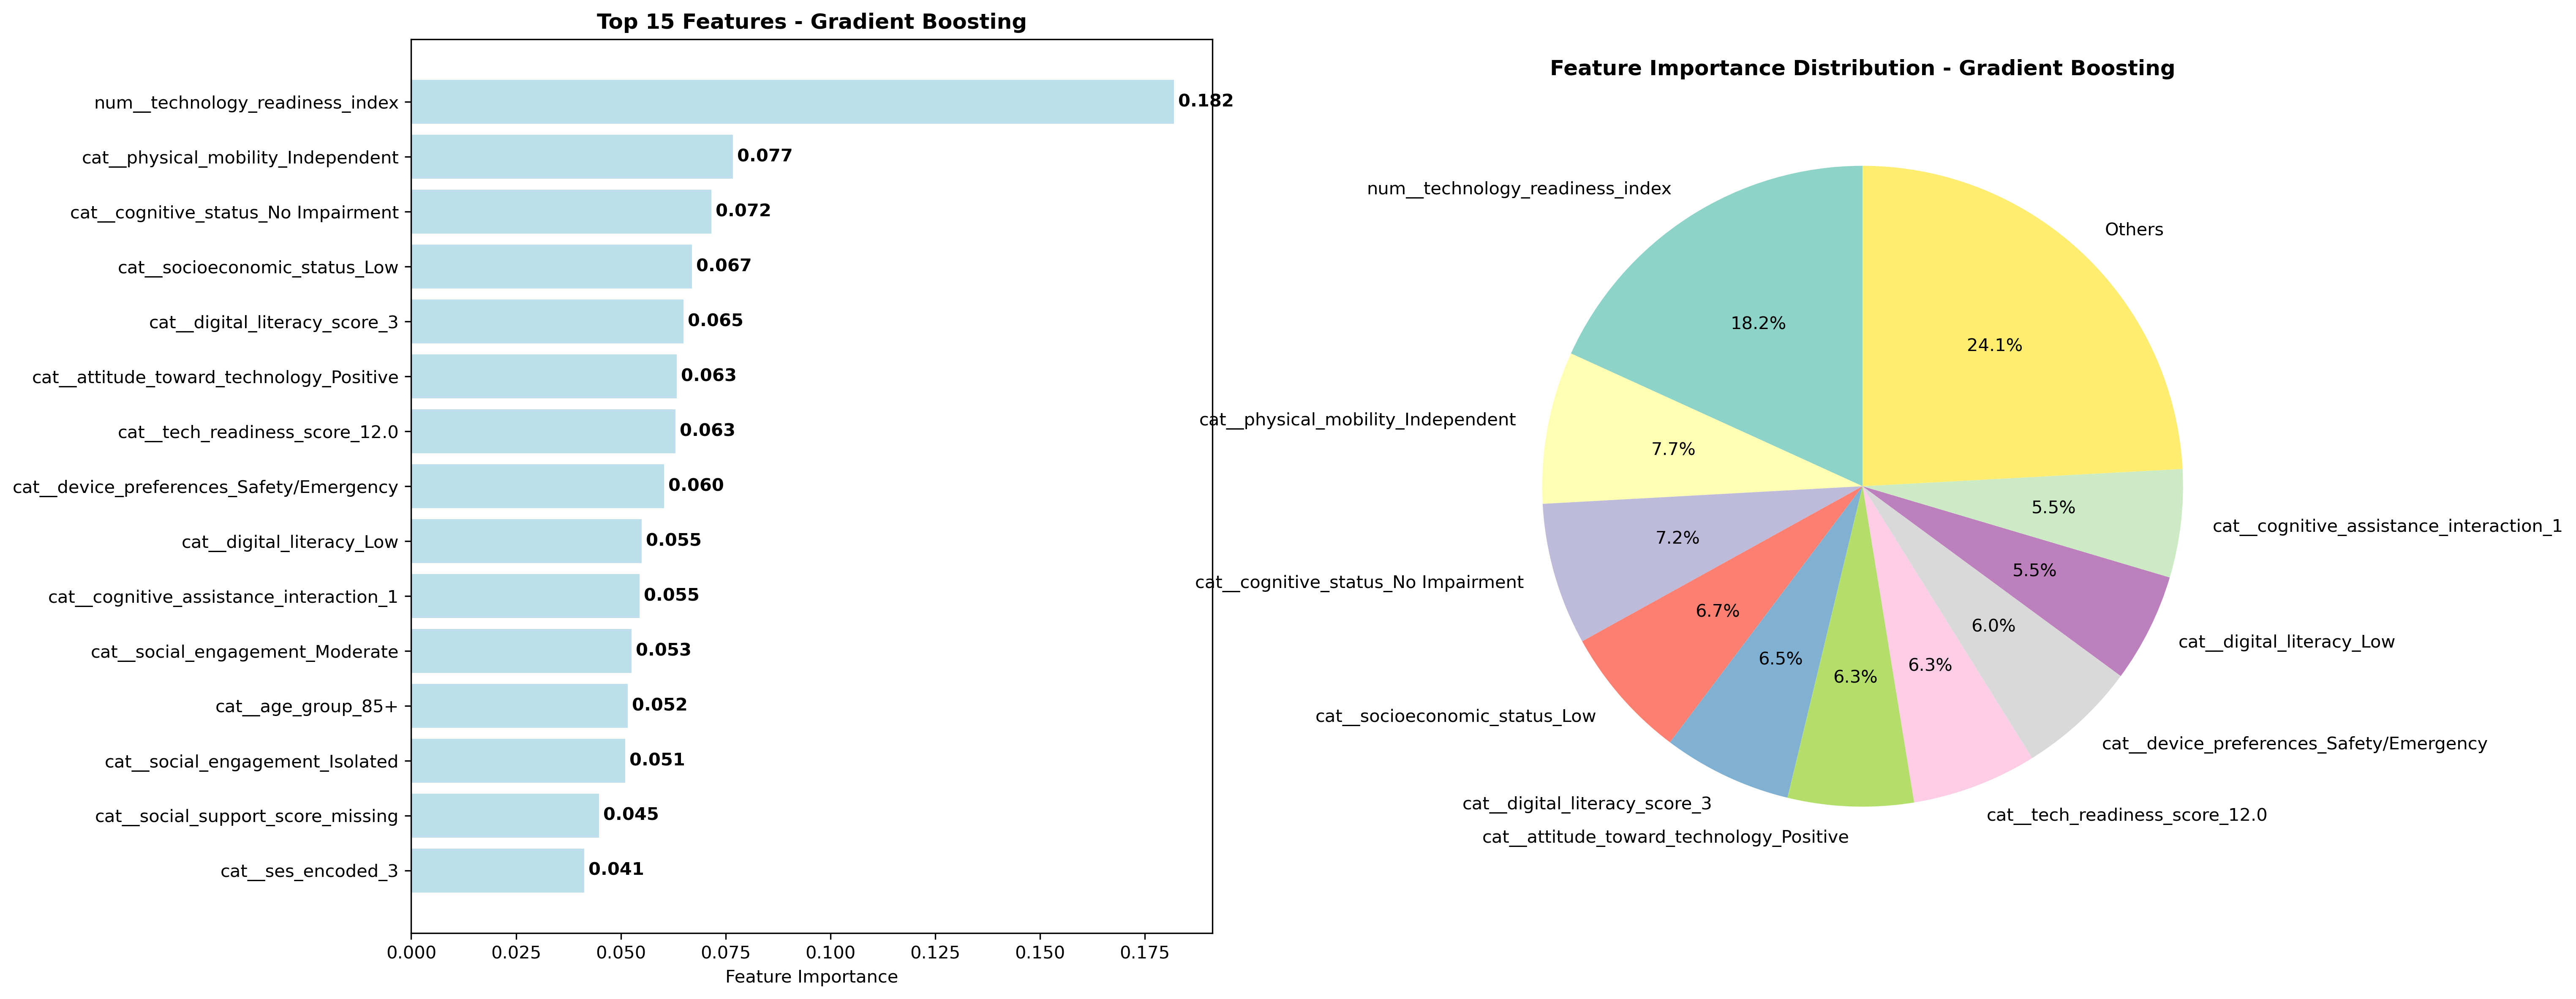 Top 15 Features - Gradient Boosting
num__technology_readiness_index
0.182
cat__physical_mobility_Independent
0.077
cat__cognitive_status_No Impairment
0.072
cat__socioeconomic_status_Low
0.067
cat__digital_literacy_score_3
0.065
cat__attitude_toward_technology_Positive
0.063
cat__tech_readiness_score_12.0
0.063
cat__device_preferences_Safety/Emergency
0.060
cat__digital_literacy_Low
0.055
cat__cognitive_assistance_interaction_1
0.055
cat__social_engagement_Moderate
0.053
cat__age_group_85+
0.052
cat__social_engagement_Isolated
0.051
cat__social_support_score_missing
0.045
cat__ses_encoded_3
0.041
0.000 0.025 0.050 0.075 0.100 0.125 0.150 0.175
Feature Importance
Feature Importance Distribution - Gradient Boosting
num__technology_readiness_index
18.2%
cat__physical_mobility_Independent
7.7%
cat__cognitive_status_No Impairment
7.2%
cat__socioeconomic_status_Low
6.7%
cat__digital_literacy_score_3
6.5%
cat__attitude_toward_technology_Positive
6.3%
cat__tech_readiness_score_12.0
6.3%
cat__device_preferences_Safety/Emergency
6.0%
cat__digital_literacy_Low
5.5%
cat__cognitive_assistance_interaction_1
5.5%
Others
24.1%